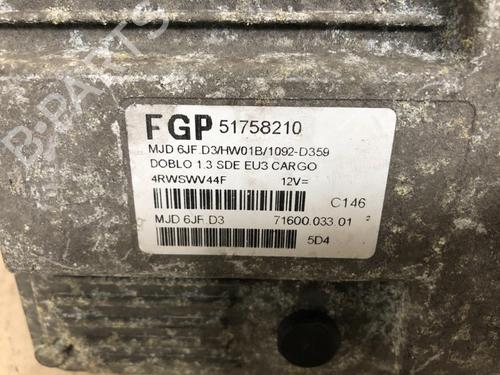 B-PARTS
FGP 51758210
MJD 6JF.D3/HW01B/1092-D359
DOBLO 1.3 SDE EU3 CARGO
4RWSWV44F 12V=
C146
MJD 6JF.D3 71600.033.01
5D4